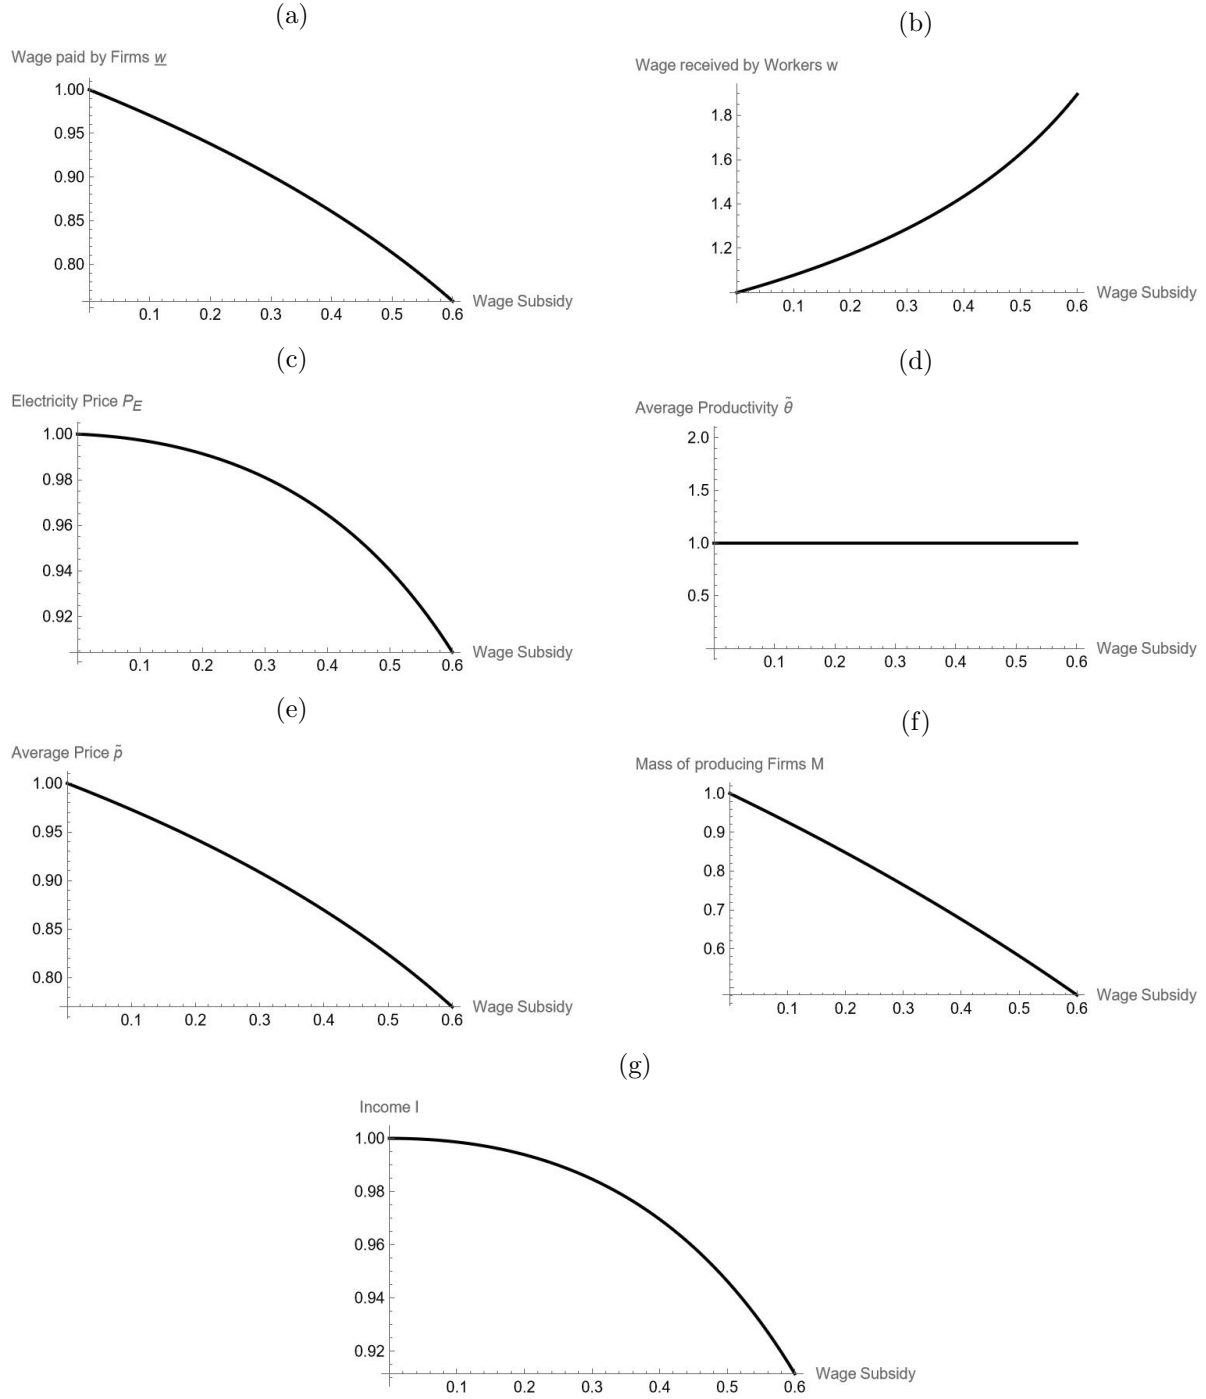 (a)
Wage paid by Firms w
1.00
0.95
0.90
0.85
0.80
0.1 0.2 0.3 0.4 0.5 0.6
Wage Subsidy
(b)
Wage received by Workers w
1.8
1.6
1.4
1.2
0.1 0.2 0.3 0.4 0.5 0.6
Wage Subsidy
(c)
Electricity Price P_E
1.00
0.98
0.96
0.94
0.92
0.1 0.2 0.3 0.4 0.5 0.6
Wage Subsidy
(d)
Average Productivity θ̃
2.0
1.5
1.0
0.5
0.1 0.2 0.3 0.4 0.5 0.6
Wage Subsidy
(e)
Average Price p̃
1.00
0.95
0.90
0.85
0.80
0.1 0.2 0.3 0.4 0.5 0.6
Wage Subsidy
(f)
Mass of producing Firms M
1.0
0.9
0.8
0.7
0.6
0.1 0.2 0.3 0.4 0.5 0.6
Wage Subsidy
(g)
Income I
1.00
0.98
0.96
0.94
0.92
0.1 0.2 0.3 0.4 0.5 0.6
Wage Subsidy